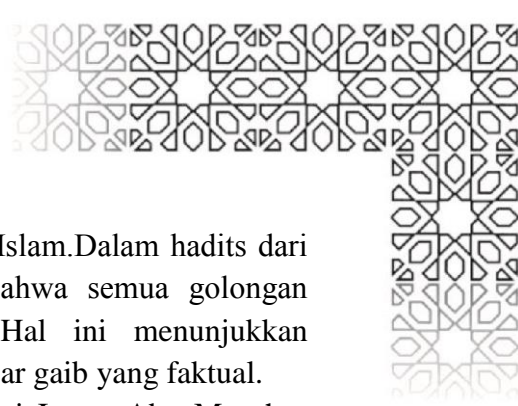 Islam.Dalam hadits dari
ahwa semua golongan
Hal ini menunjukkan
ar gaib yang faktual.